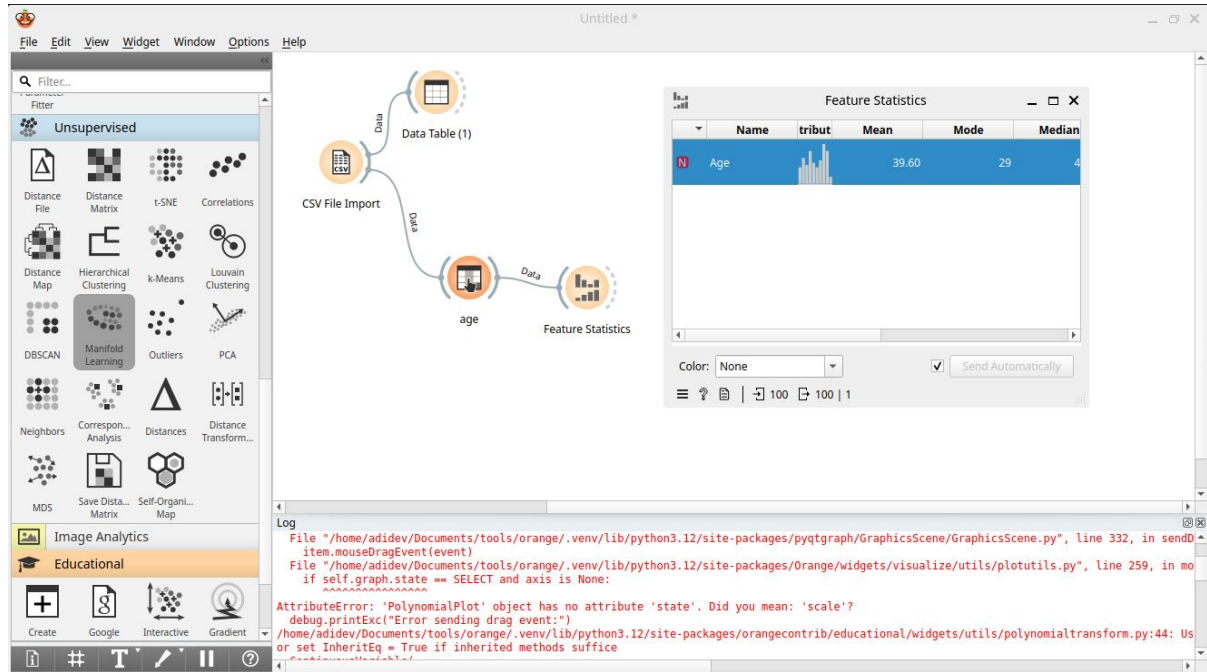 Untitled *
File Edit View Widget Window Options Help
Filter...
Fitter
Unsupervised
Distance File
Distance Matrix
t-SNE
Correlations
Distance Map
Hierarchical Clustering
k-Means
Louvain Clustering
DBSCAN
Manifold Learning
Outliers
PCA
Neighbors
Correspon... Analysis
Distances
Distance Transform...
MDS
Save Dista... Matrix
Self-Organi... Map
Image Analytics
Educational
Create
Google
Interactive
Gradient
Data
Data Table (1)
CSV
CSV File Import
Data
age
Data
Feature Statistics
Feature Statistics
Name tribut Mean Mode Median
N Age 39.60 29 4
Color: None Send Automatically
100 100 | 1
Log
File "/home/adidev/Documents/tools/orange/.venv/lib/python3.12/site-packages/pyqtgraph/GraphicsScene/GraphicsScene.py", line 332, in sendD
item.mouseDragEvent(event)
File "/home/adidev/Documents/tools/orange/.venv/lib/python3.12/site-packages/Orange/widgets/visualize/utils/plotutils.py", line 259, in mo
if self.graph.state == SELECT and axis is None:
^^^^^^^^^^^^^^^^
AttributeError: 'PolynomialPlot' object has no attribute 'state'. Did you mean: 'scale'?
debug.printExc("Error sending drag event:")
/home/adidev/Documents/tools/orange/.venv/lib/python3.12/site-packages/orangecontrib/educational/widgets/utils/polynomialtransform.py:44: Us
or set InheritEq = True if inherited methods suffice